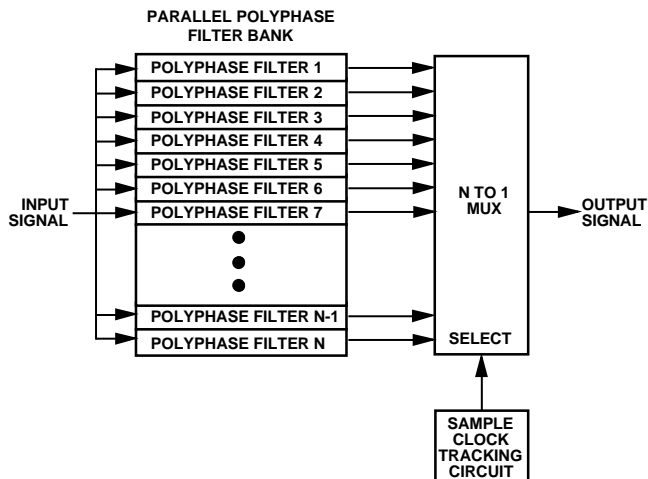 PARALLEL POLYPHASE
FILTER BANK
POLYPHASE FILTER 1
POLYPHASE FILTER 2
POLYPHASE FILTER 3
POLYPHASE FILTER 4
POLYPHASE FILTER 5
POLYPHASE FILTER 6
POLYPHASE FILTER 7
POLYPHASE FILTER N-1
POLYPHASE FILTER N
INPUT
SIGNAL
N TO 1
MUX
SELECT
OUTPUT
SIGNAL
SAMPLE
CLOCK
TRACKING
CIRCUIT